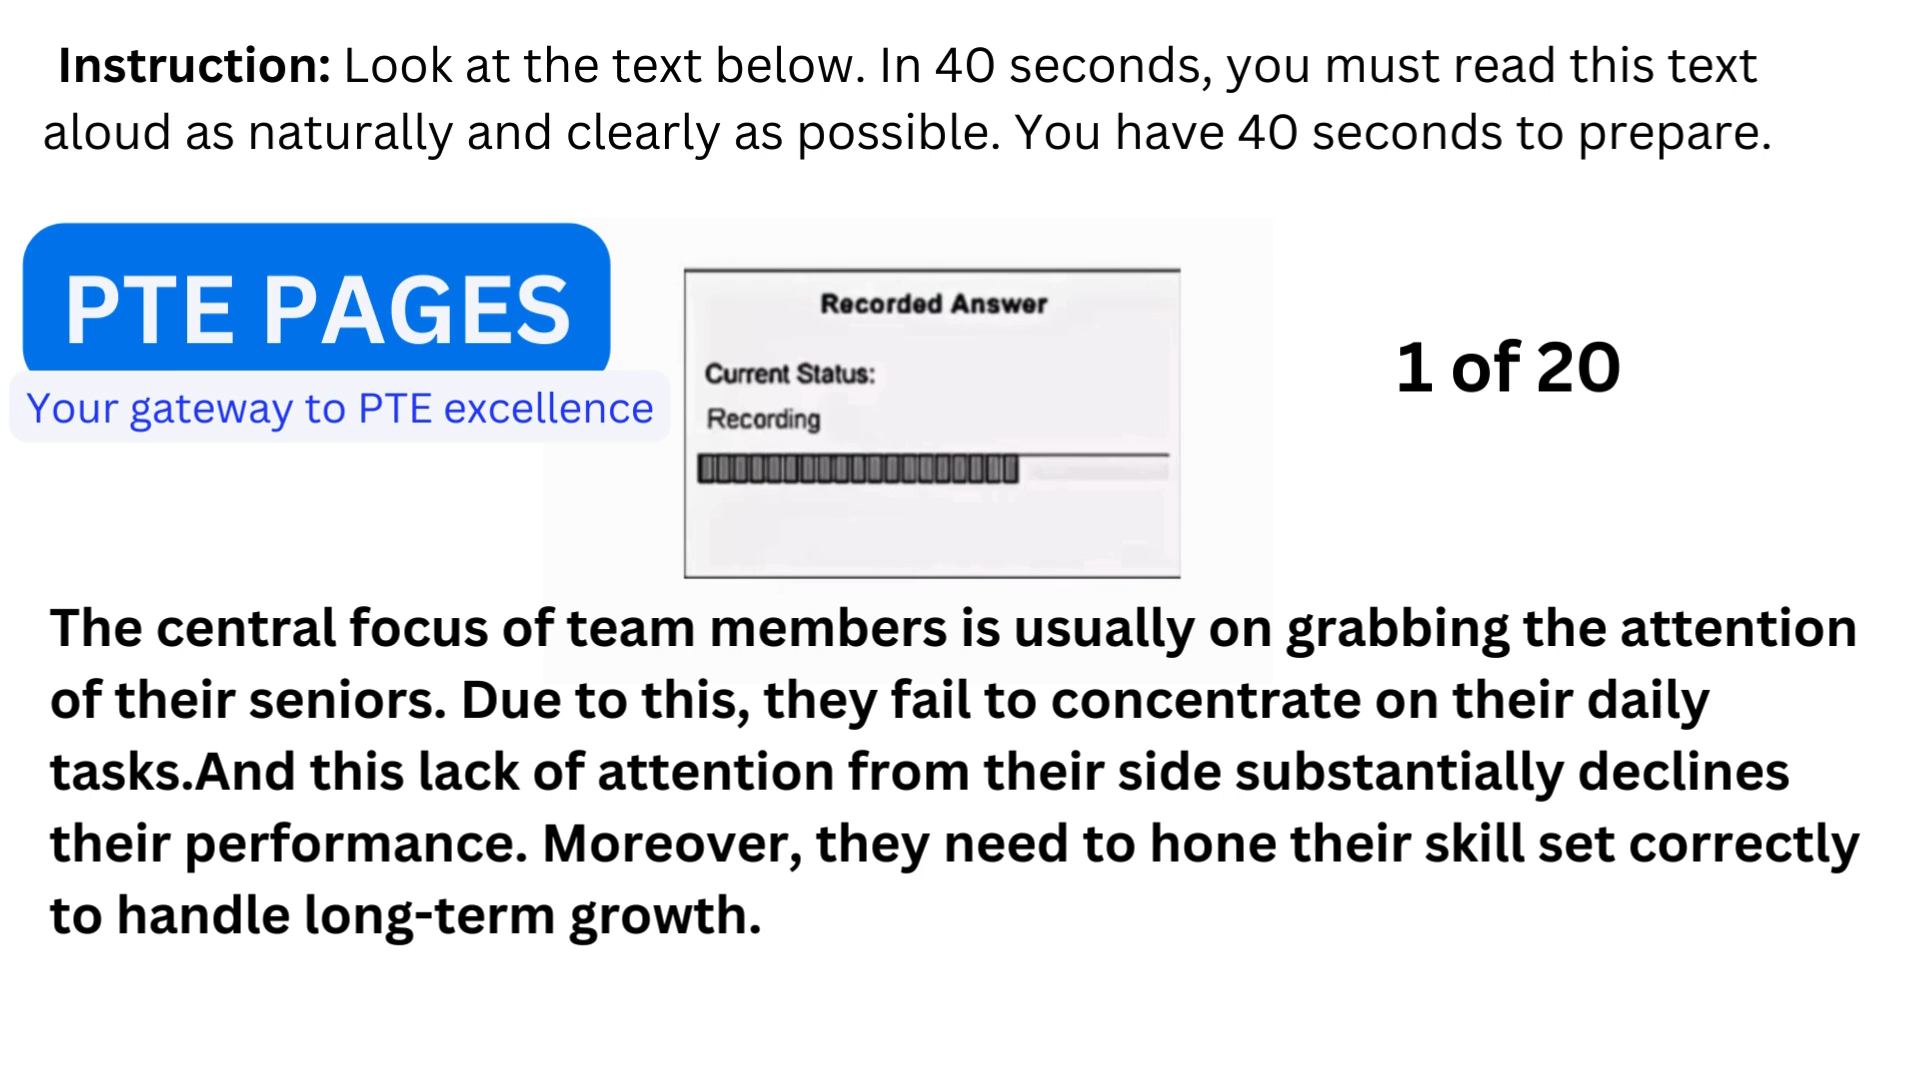 Instruction: Look at the text below. In 40 seconds, you must read this text
aloud as naturally and clearly as possible. You have 40 seconds to prepare.
PTE PAGES
Your gateway to PTE excellence
Recorded Answer
Current Status:
Recording
1 of 20
The central focus of team members is usually on grabbing the attention
of their seniors. Due to this, they fail to concentrate on their daily
tasks.And this lack of attention from their side substantially declines
their performance. Moreover, they need to hone their skill set correctly
to handle long-term growth.